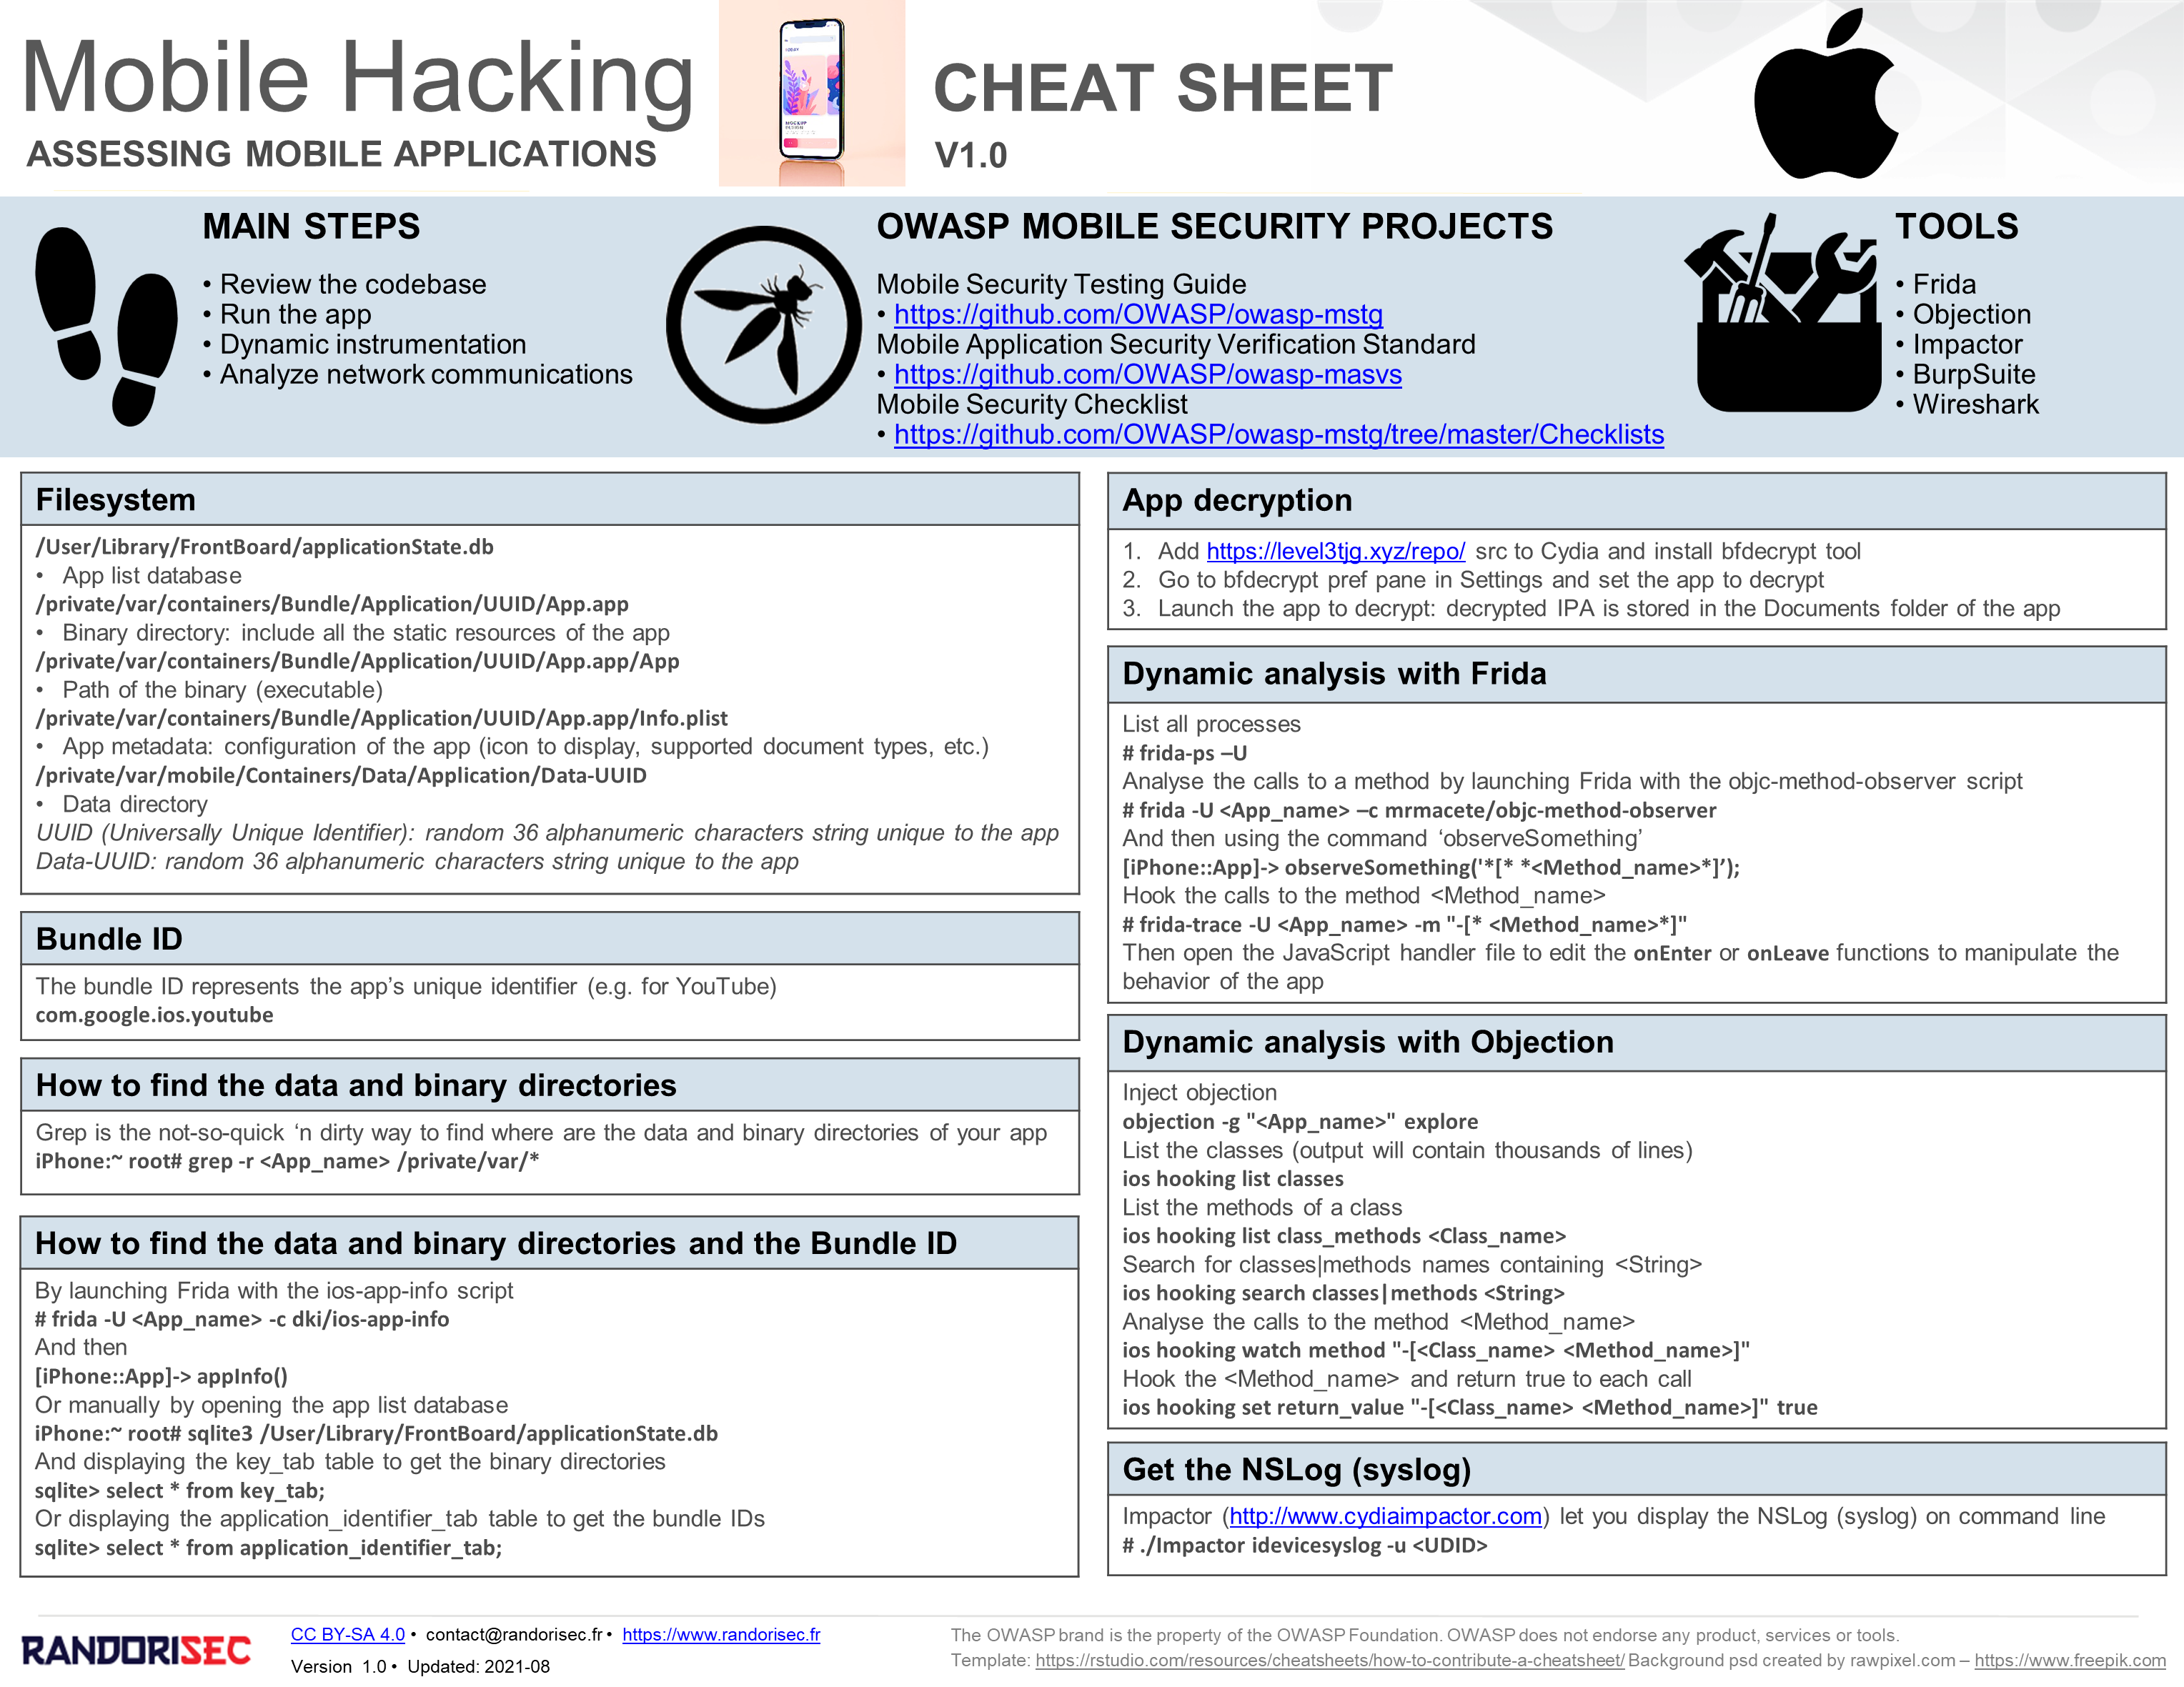 Mobile Hacking
ASSESSING MOBILE APPLICATIONS
CHEAT SHEET
V1.0
MAIN STEPS
• Review the codebase
• Run the app
• Dynamic instrumentation
• Analyze network communications
OWASP MOBILE SECURITY PROJECTS
Mobile Security Testing Guide
• https://github.com/OWASP/owasp-mstg
Mobile Application Security Verification Standard
• https://github.com/OWASP/owasp-masvs
Mobile Security Checklist
• https://github.com/OWASP/owasp-mstg/tree/master/Checklists
TOOLS
• Frida
• Objection
• Impactor
• BurpSuite
• Wireshark
Filesystem
/User/Library/FrontBoard/applicationState.db
• App list database
/private/var/containers/Bundle/Application/UUID/App.app
• Binary directory: include all the static resources of the app
/private/var/containers/Bundle/Application/UUID/App.app/App
• Path of the binary (executable)
/private/var/containers/Bundle/Application/UUID/App.app/Info.plist
• App metadata: configuration of the app (icon to display, supported document types, etc.)
/private/var/mobile/Containers/Data/Application/Data-UUID
• Data directory
UUID (Universally Unique Identifier): random 36 alphanumeric characters string unique to the app
Data-UUID: random 36 alphanumeric characters string unique to the app
Bundle ID
The bundle ID represents the app’s unique identifier (e.g. for YouTube)
com.google.ios.youtube
How to find the data and binary directories
Grep is the not-so-quick ‘n dirty way to find where are the data and binary directories of your app
iPhone:~ root# grep -r <App_name> /private/var/*
How to find the data and binary directories and the Bundle ID
By launching Frida with the ios-app-info script
# frida -U <App_name> -c dki/ios-app-info
And then
[iPhone::App]-> appInfo()
Or manually by opening the app list database
iPhone:~ root# sqlite3 /User/Library/FrontBoard/applicationState.db
And displaying the key_tab table to get the binary directories
sqlite> select * from key_tab;
Or displaying the application_identifier_tab table to get the bundle IDs
sqlite> select * from application_identifier_tab;
App decryption
1. Add https://level3tjg.xyz/repo/ src to Cydia and install bfdecrypt tool
2. Go to bfdecrypt pref pane in Settings and set the app to decrypt
3. Launch the app to decrypt: decrypted IPA is stored in the Documents folder of the app
Dynamic analysis with Frida
List all processes
# frida-ps –U
Analyse the calls to a method by launching Frida with the objc-method-observer script
# frida -U <App_name> –c mrmacete/objc-method-observer
And then using the command ‘observeSomething’
[iPhone::App]-> observeSomething('*[* *<Method_name>*]’);
Hook the calls to the method <Method_name>
# frida-trace -U <App_name> -m "-[* <Method_name>*]"
Then open the JavaScript handler file to edit the onEnter or onLeave functions to manipulate the
behavior of the app
Dynamic analysis with Objection
Inject objection
objection -g "<App_name>" explore
List the classes (output will contain thousands of lines)
ios hooking list classes
List the methods of a class
ios hooking list class_methods <Class_name>
Search for classes|methods names containing <String>
ios hooking search classes|methods <String>
Analyse the calls to the method <Method_name>
ios hooking watch method "-[<Class_name> <Method_name>]"
Hook the <Method_name> and return true to each call
ios hooking set return_value "-[<Class_name> <Method_name>]" true
Get the NSLog (syslog)
Impactor (http://www.cydiaimpactor.com) let you display the NSLog (syslog) on command line
# ./Impactor idevicesyslog -u <UDID>
RANDORISEC
CC BY-SA 4.0 • contact@randorisec.fr • https://www.randorisec.fr
Version 1.0 • Updated: 2021-08
The OWASP brand is the property of the OWASP Foundation. OWASP does not endorse any product, services or tools.
Template: https://rstudio.com/resources/cheatsheets/how-to-contribute-a-cheatsheet/ Background psd created by rawpixel.com – https://www.freepik.com